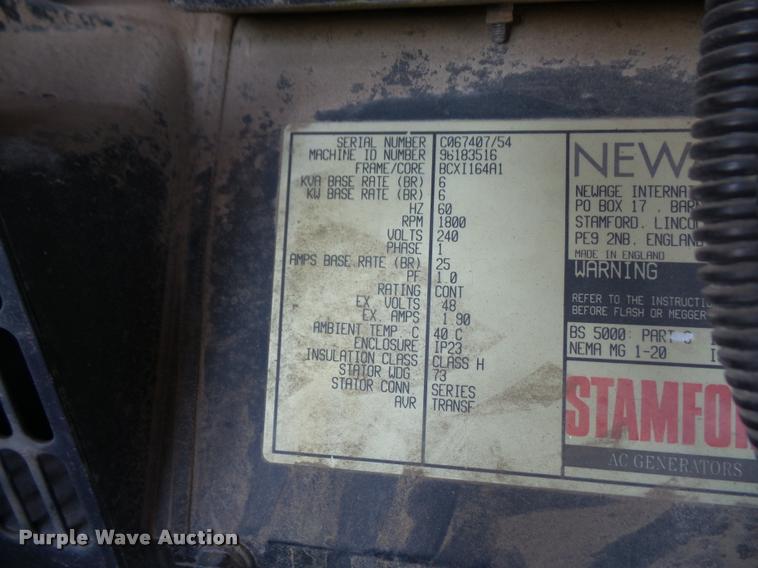 SERIAL NUMBER C067407/54
MACHINE ID NUMBER 96183516
FRAME/CORE BCXI164A1
KVA BASE RATE (BR) 6
KW BASE RATE (BR) 6
HZ 60
RPM 1800
VOLTS 240
PHASE 1
AMPS BASE RATE (BR) 25
PF 1.0
RATING CONT
EX. VOLTS 48
EX. AMPS 1.90
AMBIENT TEMP. C 40 C
ENCLOSURE IP23
INSULATION CLASS CLASS H
STATOR WDG 73
STATOR CONN SERIES
AVR TRANSF
NEW
NEWAGE INTERNAT
PO BOX 17 , BAR
STAMFORD. LINCO
PE9 2NB. ENGLAND
MADE IN ENGLAND
WARNING
REFER TO THE INSTRUCTI
BEFORE FLASH OR MEGGER
BS 5000: PART
NEMA MG 1-20 I
STAMFO
AC GENERATORS
Purple Wave Auction